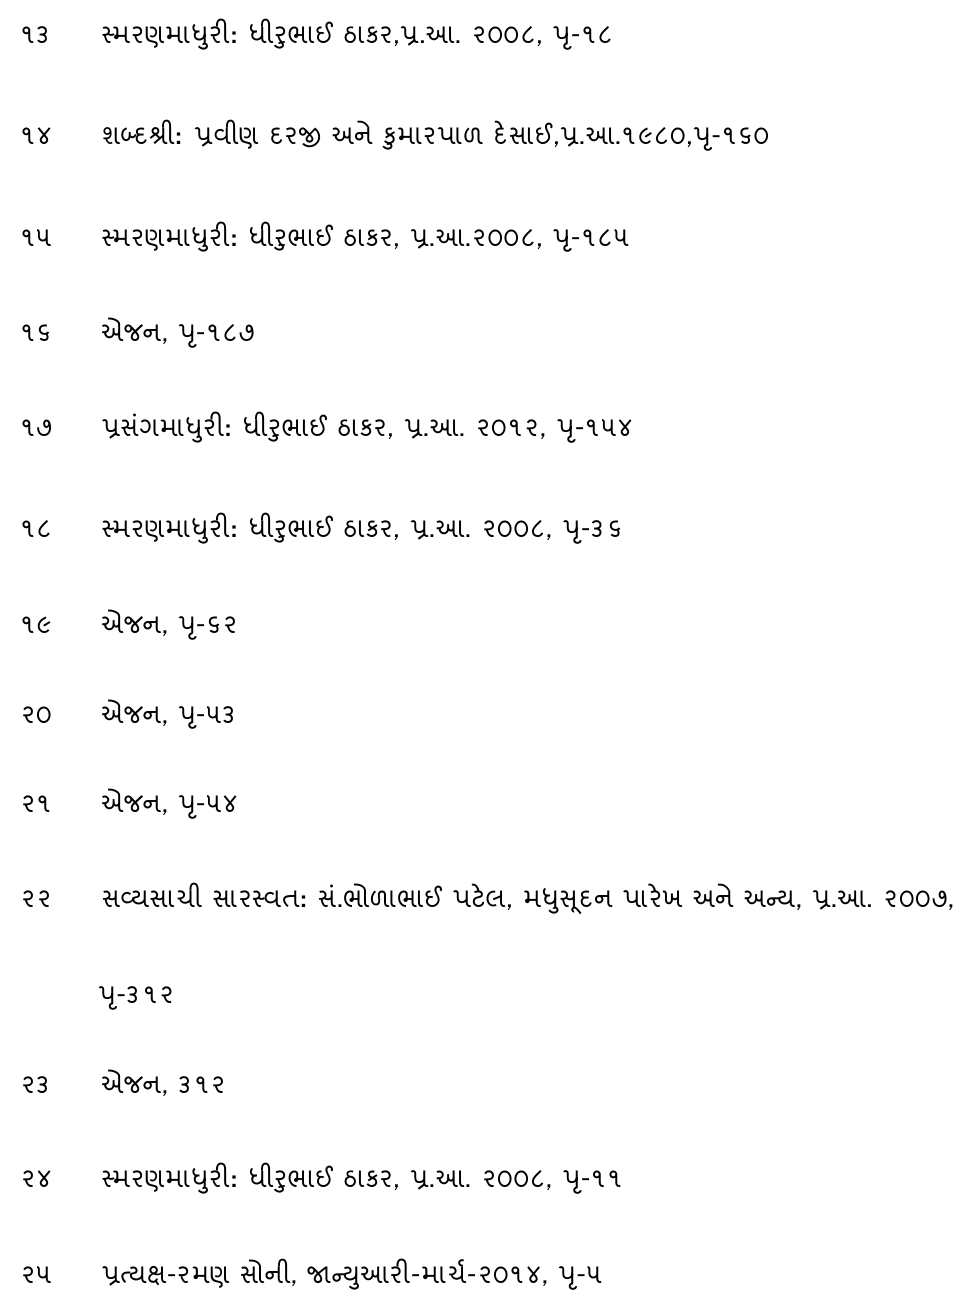 ૧૩ સ્મરણમાધુરી: ધીરુભાઈ ઠાકર,પ્ર.આ. ૨૦૦૮, પૃ-૧૮
૧૪ શબ્દશ્રી: પ્રવીણ દરજી અને કુમારપાળ દેસાઈ,પ્ર.આ.૧૯૮૦,પૃ-૧૬૦
૧૫ સ્મરણમાધુરી: ધીરુભાઈ ઠાકર, પ્ર.આ.૨૦૦૮, પૃ-૧૮૫
૧૬ એજન, પૃ-૧૮૭
૧૭ પ્રસંગમાધુરી: ધીરુભાઈ ઠાકર, પ્ર.આ. ૨૦૧૨, પૃ-૧૫૪
૧૮ સ્મરણમાધુરી: ધીરુભાઈ ઠાકર, પ્ર.આ. ૨૦૦૮, પૃ-૩૬
૧૯ એજન, પૃ-૬૨
૨૦ એજન, પૃ-૫૩
૨૧ એજન, પૃ-૫૪
૨૨ સવ્યસાચી સારસ્વત: સં.ભોળાભાઈ પટેલ, મધુસૂદન પારેખ અને અન્ય, પ્ર.આ. ૨૦૦૭,
પૃ-૩૧૨
૨૩ એજન, ૩૧૨
૨૪ સ્મરણમાધુરી: ધીરુભાઈ ઠાકર, પ્ર.આ. ૨૦૦૮, પૃ-૧૧
૨૫ પ્રત્યક્ષ-રમણ સોની, જાન્યુઆરી-માર્ચ-૨૦૧૪, પૃ-૫